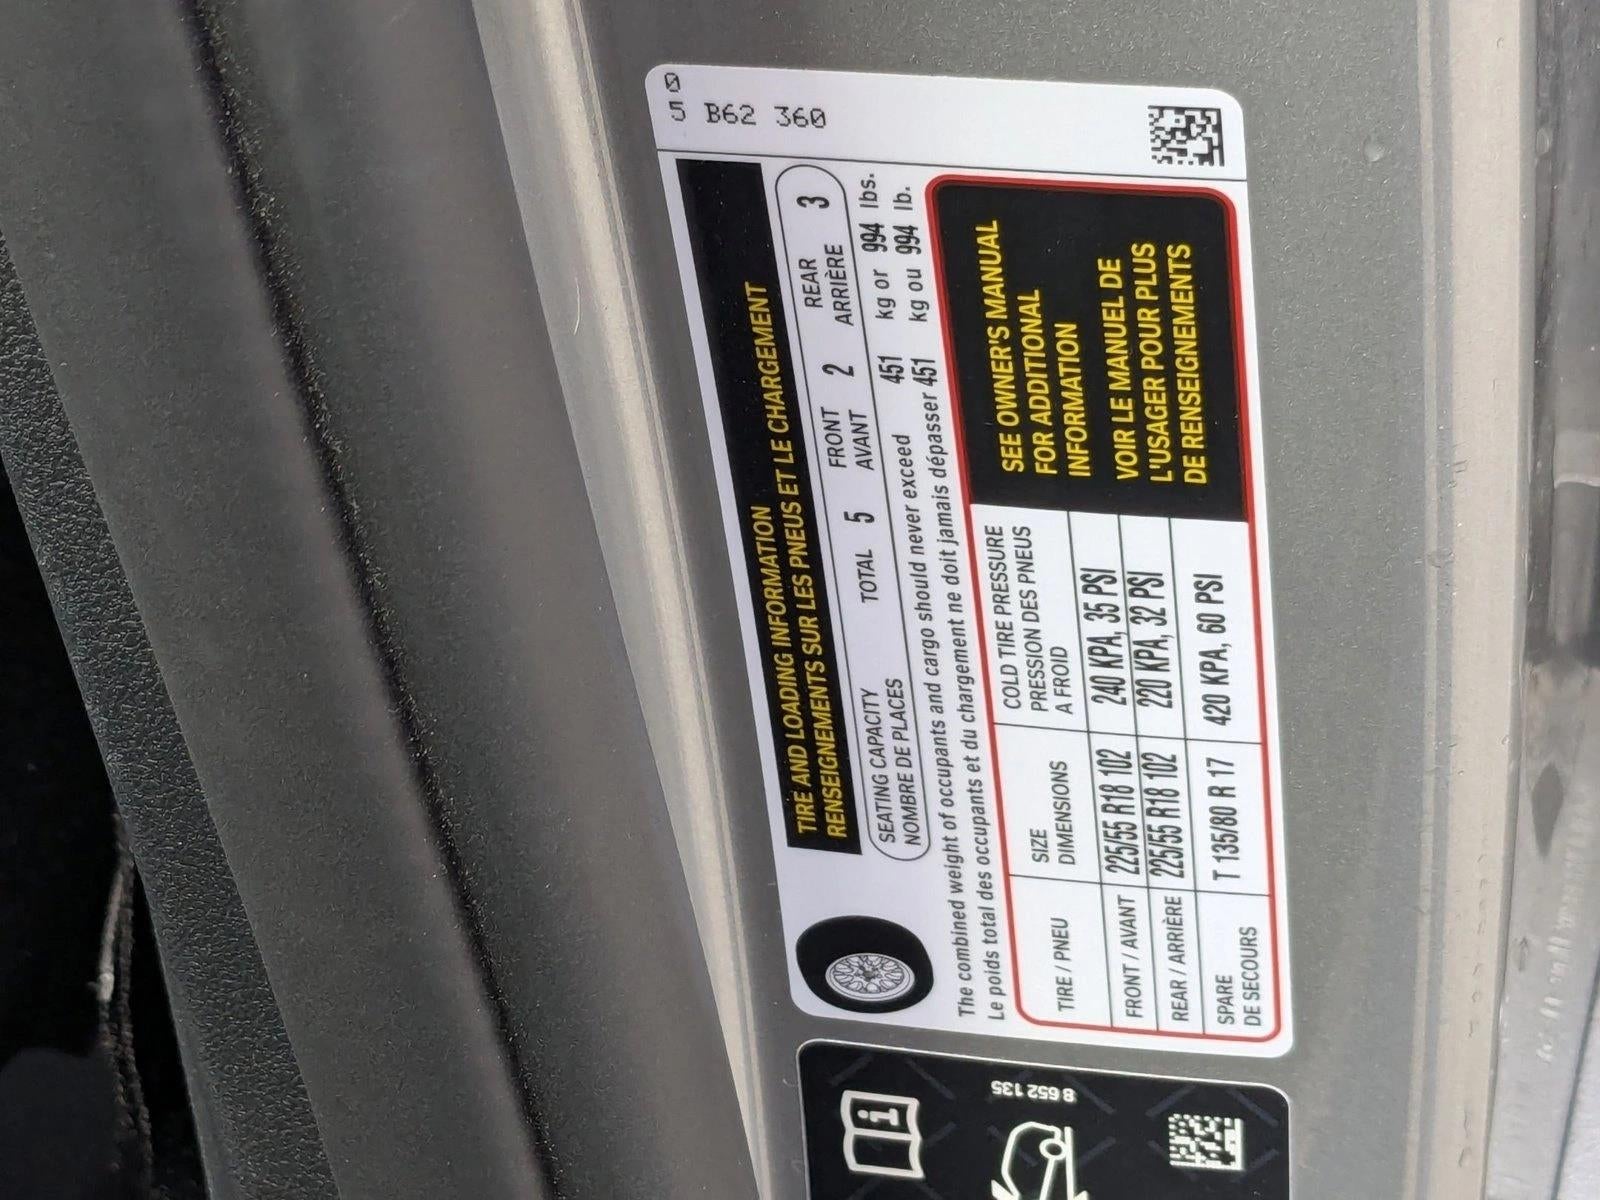 0
5 B62 360
TIRE AND LOADING INFORMATION
RENSEIGNEMENTS SUR LES PNEUS ET LE CHARGEMENT
SEATING CAPACITY TOTAL 5 FRONT 2 REAR 3
NOMBRE DE PLACES AVANT ARRIÈRE
The combined weight of occupants and cargo should never exceed 451 kg or 994 lbs.
Le poids total des occupants et du chargement ne doit jamais dépasser 451 kg ou 994 lb.
TIRE / PNEU
SIZE
DIMENSIONS
COLD TIRE PRESSURE
PRESSION DES PNEUS
A FROID
FRONT / AVANT 225/55 R18 102 240 KPA, 35 PSI
REAR / ARRIÈRE 225/55 R18 102 220 KPA, 32 PSI
SPARE
DE SECOURS
T 135/80 R 17 420 KPA, 60 PSI
SEE OWNER'S MANUAL
FOR ADDITIONAL
INFORMATION
VOIR LE MANUEL DE
L'USAGER POUR PLUS
DE RENSEIGNEMENTS
i
8 652 135